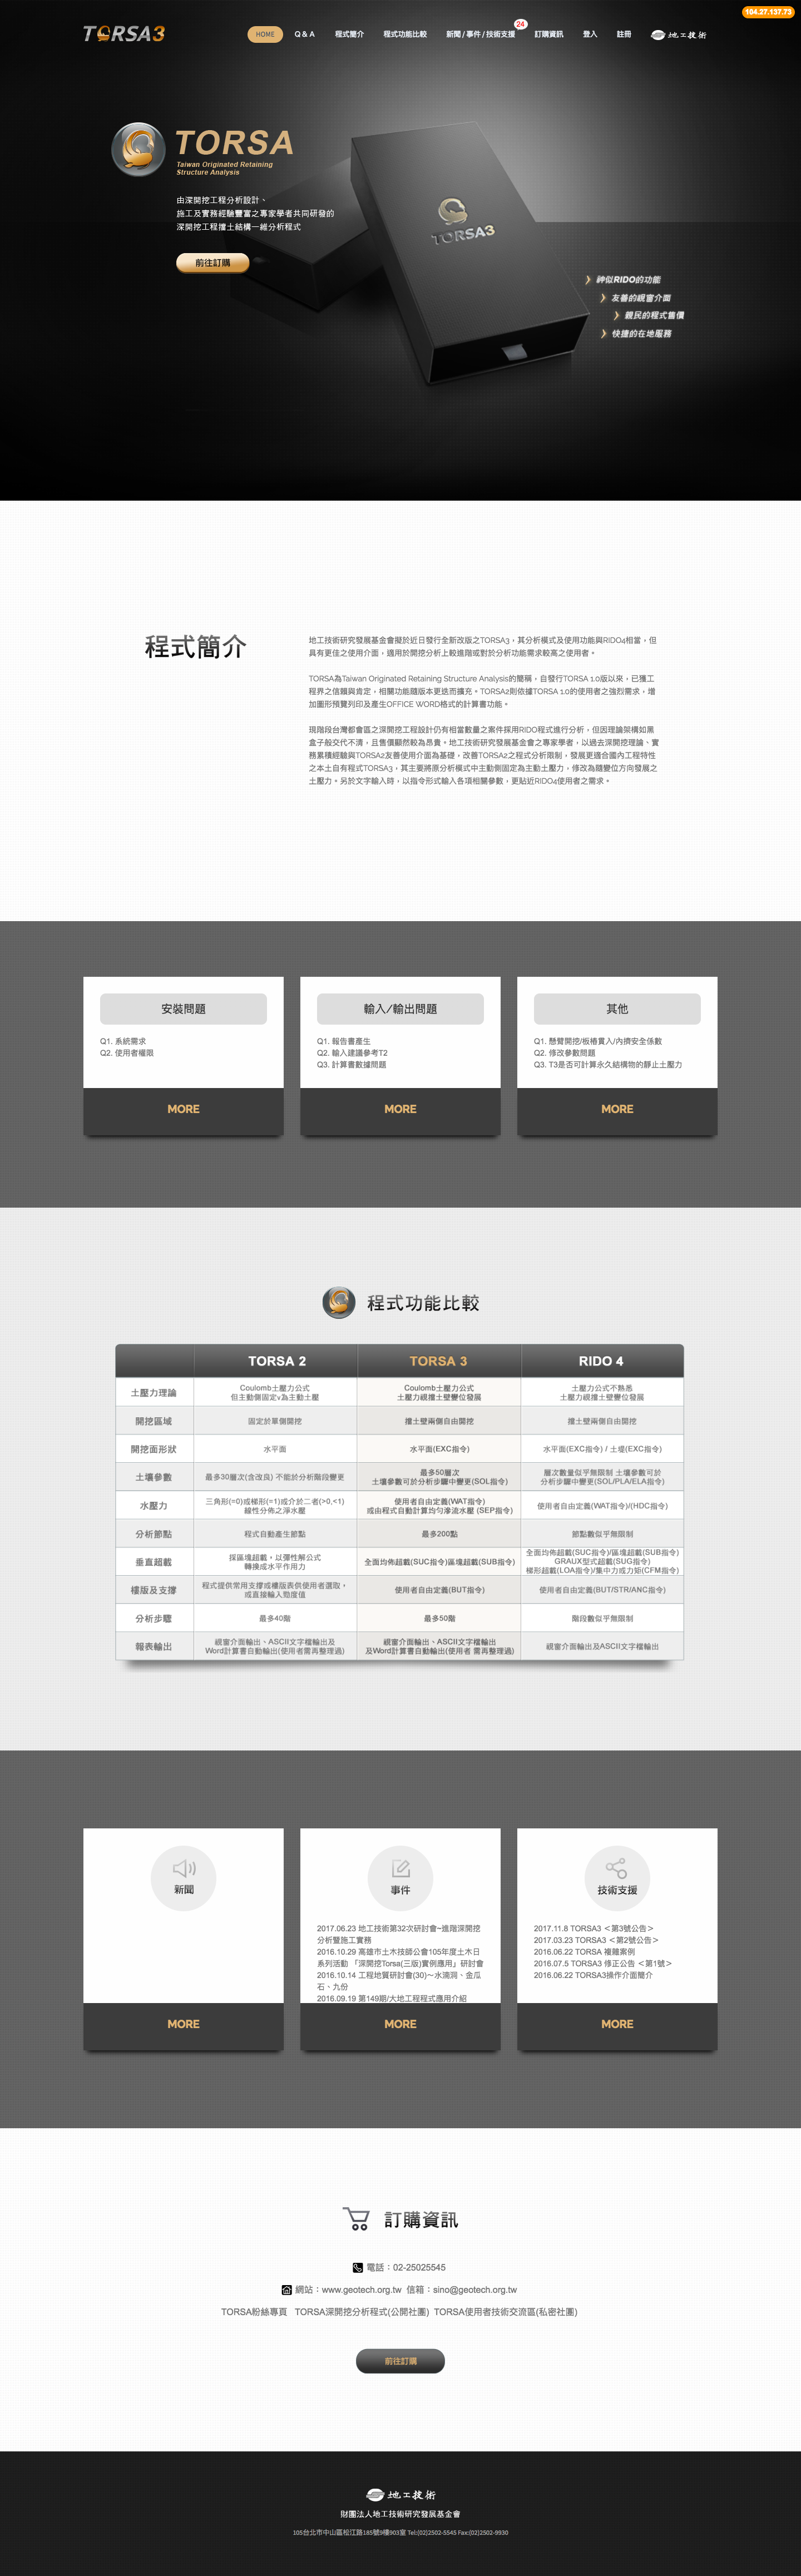 104.27.137.73
TORSA3
HOME
Q & A
程式簡介
程式功能比較
新聞 / 事件 / 技術支援
24
訂購資訊
登入
註冊
地工技術
TORSA
Taiwan Originated Retaining
Structure Analysis
由深開挖工程分析設計、
施工及實務經驗豐富之專家學者共同研發的
深開挖工程擋土結構一維分析程式
前往訂購
TORSA3
神似RIDO的功能
友善的視窗介面
親民的程式售價
快捷的在地服務
程式簡介
地工技術研究發展基金會擬於近日發行全新改版之TORSA3，其分析模式及使用功能與RIDO4相當，但
具有更佳之使用介面，適用於開挖分析上較進階或對於分析功能需求較高之使用者。
TORSA為Taiwan Originated Retaining Structure Analysis的簡稱，自發行TORSA 1.0版以來，已獲工
程界之信賴與肯定，相關功能隨版本更迭而擴充。TORSA2則依據TORSA 1.0的使用者之強烈需求，增
加圖形預覽列印及產生OFFICE WORD格式的計算書功能。
現階段台灣都會區之深開挖工程設計仍有相當數量之案件採用RIDO程式進行分析，但因理論架構如黑
盒子般交代不清，且售價顯然較為昂貴。地工技術研究發展基金會之專家學者，以過去深開挖理論、實
務累積經驗與TORSA2友善使用介面為基礎，改善TORSA2之程式分析限制，發展更適合國內工程特性
之本土自有程式TORSA3，其主要將原分析模式中主動側固定為主動土壓力，修改為隨變位方向發展之
土壓力。另於文字輸入時，以指令形式輸入各項相關參數，更貼近RIDO4使用者之需求。
安裝問題
Q1. 系統需求
Q2. 使用者權限
MORE
輸入/輸出問題
Q1. 報告書產生
Q2. 輸入建議參考T2
Q3. 計算書數據問題
MORE
其他
Q1. 懸臂開挖/板樁貫入/內擠安全係數
Q2. 修改參數問題
Q3. T3是否可計算永久結構物的靜止土壓力
MORE
程式功能比較
TORSA 2
TORSA 3
RIDO 4
土壓力理論
Coulomb土壓力公式
但主動側固定v為主動土壓
Coulomb土壓力公式
土壓力視擋土壁變位發展
土壓力公式不熟悉
土壓力視擋土壁變位發展
開挖區域
固定於單側開挖
擋土壁兩側自由開挖
擋土壁兩側自由開挖
開挖面形狀
水平面
水平面(EXC指令)
水平面(EXC指令) / 土堤(EXC指令)
土壤參數
最多30層次(含改良) 不能於分析階段變更
最多50層次
土壤參數可於分析步驟中變更(SOL指令)
層次數量似乎無限制 土壤參數可於
分析步驟中變更(SOL/PLA/ELA指令)
水壓力
三角形(=0)或梯形(=1)或介於二者(>0,<1)
線性分佈之淨水壓
使用者自由定義(WAT指令)
或由程式自動計算均勻滲流水壓 (SEP指令)
使用者自由定義(WAT指令)/(HDC指令)
分析節點
程式自動產生節點
最多200點
節點數似乎無限制
垂直超載
採區塊超載，以彈性解公式
轉換成水平作用力
全面均佈超載(SUC指令)區塊超載(SUB指令)
全面均佈超載(SUC指令)/區塊超載(SUB指令)
GRAUX型式超載(SUG指令)
梯形超載(LOA指令)/集中力或力矩(CFM指令)
樓版及支撐
程式提供常用支撐或樓版表供使用者選取，
或直接輸入勁度值
使用者自由定義(BUT指令)
使用者自由定義(BUT/STR/ANC指令)
分析步驟
最多40階
最多50階
階段數似乎無限制
報表輸出
視窗介面輸出、ASCII文字檔輸出及
Word計算書自動輸出(使用者需再整理過)
視窗介面輸出、ASCII文字檔輸出
及Word計算書自動輸出(使用者 需再整理過)
視窗介面輸出及ASCII文字檔輸出
新聞
MORE
事件
2017.06.23 地工技術第32次研討會~進階深開挖
分析暨施工實務
2016.10.29 高雄市土木技師公會105年度土木日
系列活動 「深開挖Torsa(三版)實例應用」研討會
2016.10.14 工程地質研討會(30)～水湳洞、金瓜
石、九份
2016.09.19 第149期/大地工程程式應用介紹
MORE
技術支援
2017.11.8 TORSA3 ＜第3號公告＞
2017.03.23 TORSA3 ＜第2號公告＞
2016.06.22 TORSA 複雜案例
2016.07.5 TORSA3 修正公告 ＜第1號＞
2016.06.22 TORSA3操作介面簡介
MORE
訂購資訊
電話：02-25025545
網站：www.geotech.org.tw 信箱：sino@geotech.org.tw
TORSA粉絲專頁 TORSA深開挖分析程式(公開社團) TORSA使用者技術交流區(私密社團)
前往訂購
地工技術
財團法人地工技術研究發展基金會
105台北市中山區松江路185號9樓903室 Tel:(02)2502-5545 Fax:(02)2502-9930